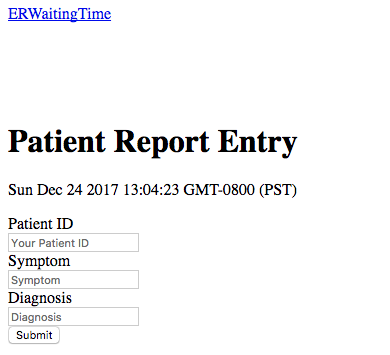 ERWaitingTime
Patient Report Entry
Sun Dec 24 2017 13:04:23 GMT-0800 (PST)
Patient ID
Your Patient ID
Symptom
Symptom
Diagnosis
Diagnosis
Submit